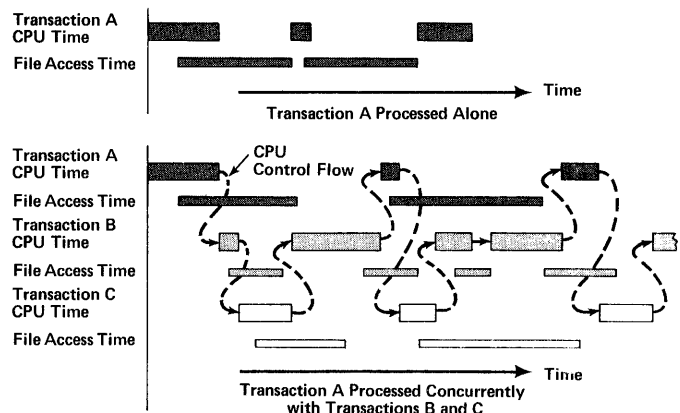 Transaction A
CPU Time
File Access Time
Time
Transaction A Processed Alone
Transaction A
CPU Time
CPU
Control Flow
File Access Time
Transaction B
CPU Time
File Access Time
Transaction C
CPU Time
File Access Time
Time
Transaction A Processed Concurrently
with Transactions B and C